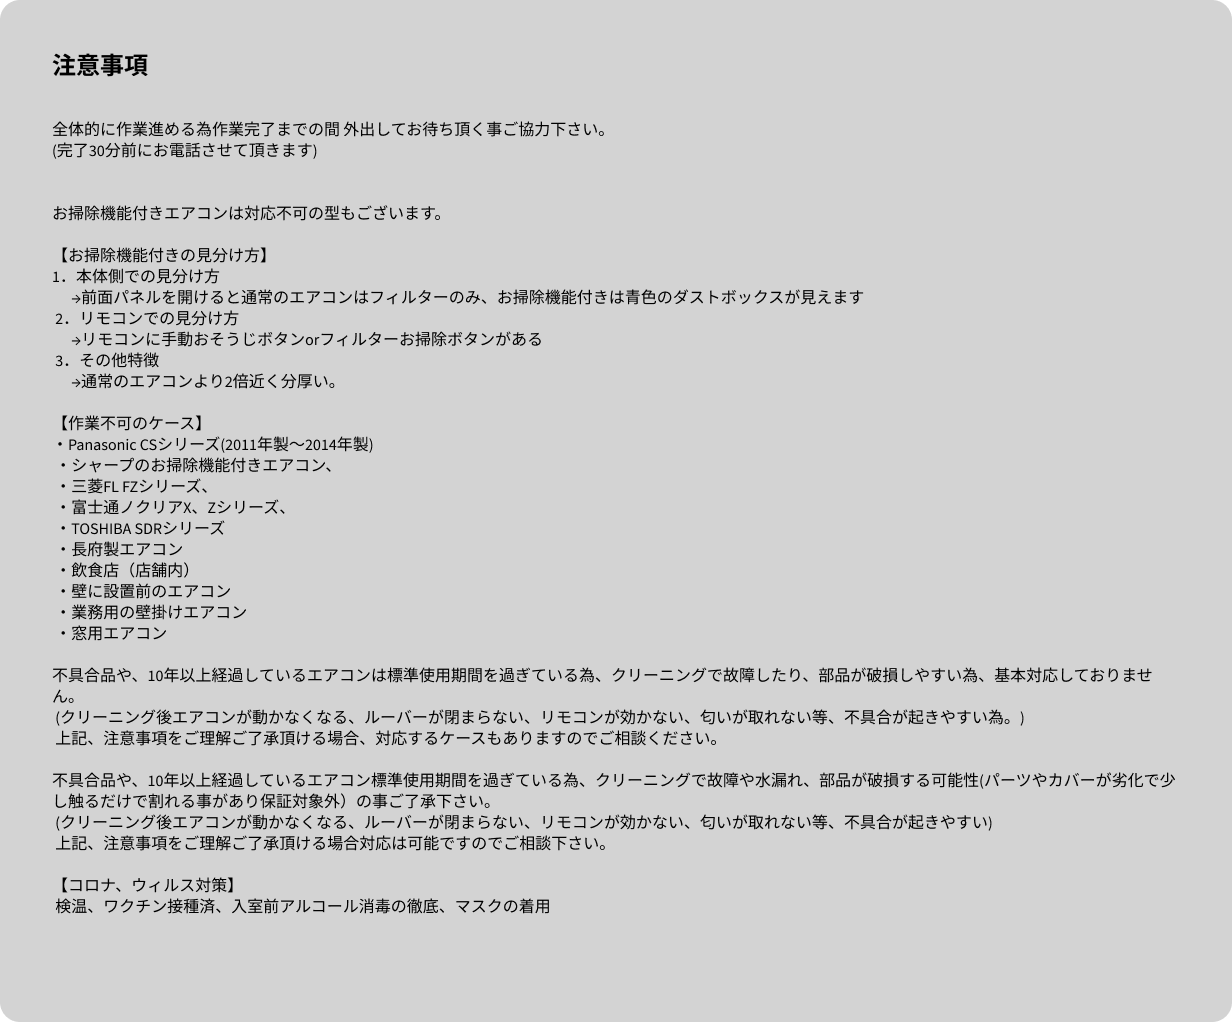 注意事項
全体的に作業進める為作業完了までの間 外出してお待ち頂く事ご協力下さい。
(完了30分前にお電話させて頂きます)
お掃除機能付きエアコンは対応不可の型もございます。
【お掃除機能付きの見分け方】
1．本体側での見分け方
→前面パネルを開けると通常のエアコンはフィルターのみ、お掃除機能付きは青色のダストボックスが見えます
2．リモコンでの見分け方
→リモコンに手動おそうじボタンorフィルターお掃除ボタンがある
3．その他特徴
→通常のエアコンより2倍近く分厚い。
【作業不可のケース】
・Panasonic CSシリーズ(2011年製〜2014年製)
・シャープのお掃除機能付きエアコン、
・三菱FL FZシリーズ、
・富士通ノクリアX、Zシリーズ、
・TOSHIBA SDRシリーズ
・長府製エアコン
・飲食店（店舗内）
・壁に設置前のエアコン
・業務用の壁掛けエアコン
・窓用エアコン
不具合品や、10年以上経過しているエアコンは標準使用期間を過ぎている為、クリーニングで故障したり、部品が破損しやすい為、基本対応しておりませ
ん。
(クリーニング後エアコンが動かなくなる、ルーバーが閉まらない、リモコンが効かない、匂いが取れない等、不具合が起きやすい為。)
上記、注意事項をご理解ご了承頂ける場合、対応するケースもありますのでご相談ください。
不具合品や、10年以上経過しているエアコン標準使用期間を過ぎている為、クリーニングで故障や水漏れ、部品が破損する可能性(パーツやカバーが劣化で少
し触るだけで割れる事があり保証対象外）の事ご了承下さい。
(クリーニング後エアコンが動かなくなる、ルーバーが閉まらない、リモコンが効かない、匂いが取れない等、不具合が起きやすい)
上記、注意事項をご理解ご了承頂ける場合対応は可能ですのでご相談下さい。
【コロナ、ウィルス対策】
検温、ワクチン接種済、入室前アルコール消毒の徹底、マスクの着用